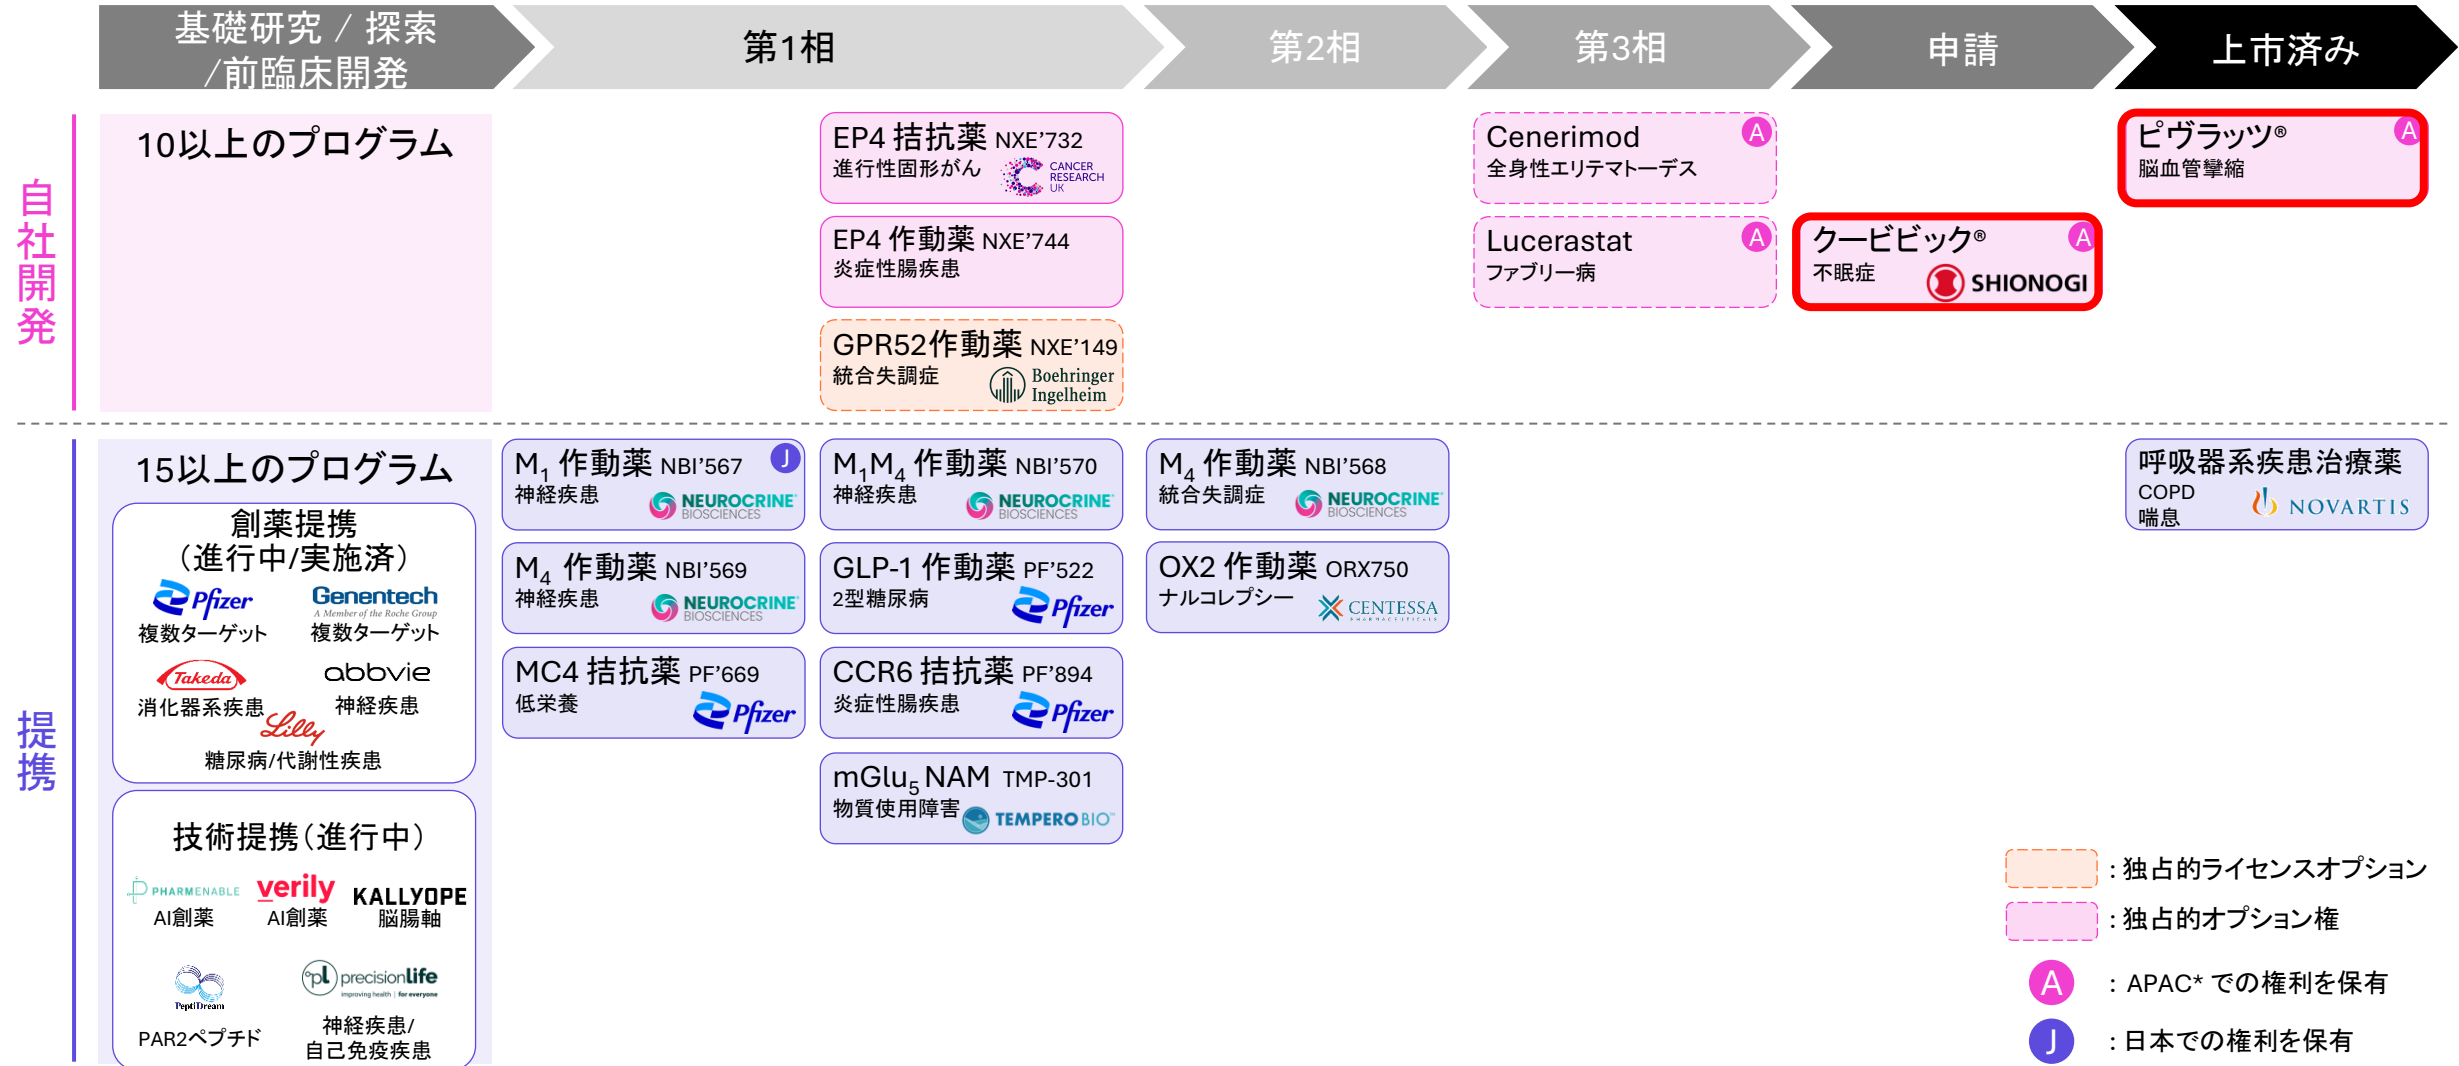 基礎研究 / 探索
/前臨床開発
第1相
第2相
第3相
申請
上市済み
自社開発
10以上のプログラム
EP4 拮抗薬 NXE’732
進行性固形がん
CANCER
RESEARCH
UK
EP4 作動薬 NXE’744
炎症性腸疾患
GPR52作動薬 NXE’149
統合失調症
Boehringer
Ingelheim
Cenerimod
A
全身性エリテマトーデス
Lucerastat
A
ファブリー病
クービビック®
A
不眠症
SHIONOGI
ピヴラッツ®
A
脳血管攣縮
提携
15以上のプログラム
創薬提携
（進行中/実施済）
Pfizer
複数ターゲット
Genentech
A Member of the Roche Group
複数ターゲット
Takeda
消化器系疾患
abbvie
神経疾患
Lilly
糖尿病/代謝性疾患
技術提携（進行中）
PHARMENABLE
AI創薬
verily
AI創薬
KALLYOPE
脳腸軸
PeptiDream
PAR2ペプチド
pl precisionlife
improving health | for everyone
神経疾患/
自己免疫疾患
M1 作動薬 NBI’567
J
神経疾患
NEUROCRINE
BIOSCIENCES
M4 作動薬 NBI’569
神経疾患
NEUROCRINE
BIOSCIENCES
MC4 拮抗薬 PF’669
低栄養
Pfizer
M1M4 作動薬 NBI’570
神経疾患
NEUROCRINE
BIOSCIENCES
GLP-1 作動薬 PF’522
2型糖尿病
Pfizer
CCR6 拮抗薬 PF’894
炎症性腸疾患
Pfizer
mGlu5 NAM TMP-301
物質使用障害
TEMPERO BIO™
M4 作動薬 NBI’568
統合失調症
NEUROCRINE
BIOSCIENCES
OX2 作動薬 ORX750
ナルコレプシー
CENTESSA
PHARMACEUTICALS
呼吸器系疾患治療薬
COPD
喘息
NOVARTIS
: 独占的ライセンスオプション
: 独占的オプション権
A : APAC* での権利を保有
J : 日本での権利を保有